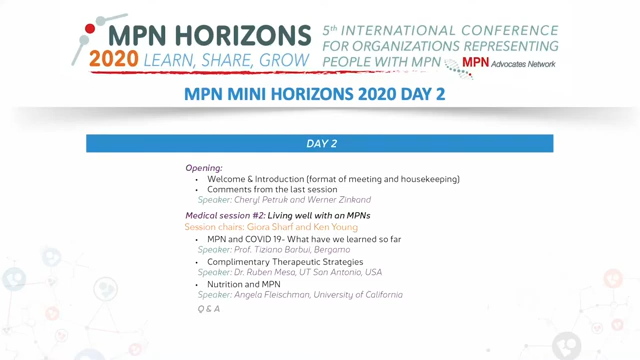 MPN HORIZONS
2020 LEARN, SHARE, GROW
5th INTERNATIONAL CONFERENCE
FOR ORGANIZATIONS REPRESENTING
PEOPLE WITH MPN
MPN Advocates Network
MPN MINI HORIZONS 2020 DAY 2
DAY 2
Opening:
• Welcome & Introduction (format of meeting and housekeeping)
• Comments from the last session
Speaker: Cheryl Petruk and Werner Zinkand
Medical session #2: Living well with an MPNs
Session chairs: Giora Sharf and Ken Young
• MPN and COVID 19- What have we learned so far
Speaker: Prof. Tiziano Barbui, Bergamo
• Complimentary Therapeutic Strategies
Speaker: Dr. Ruben Mesa, UT San Antonio, USA
• Nutrition and MPN
Speaker: Angela Fleischman, University of California
Q & A